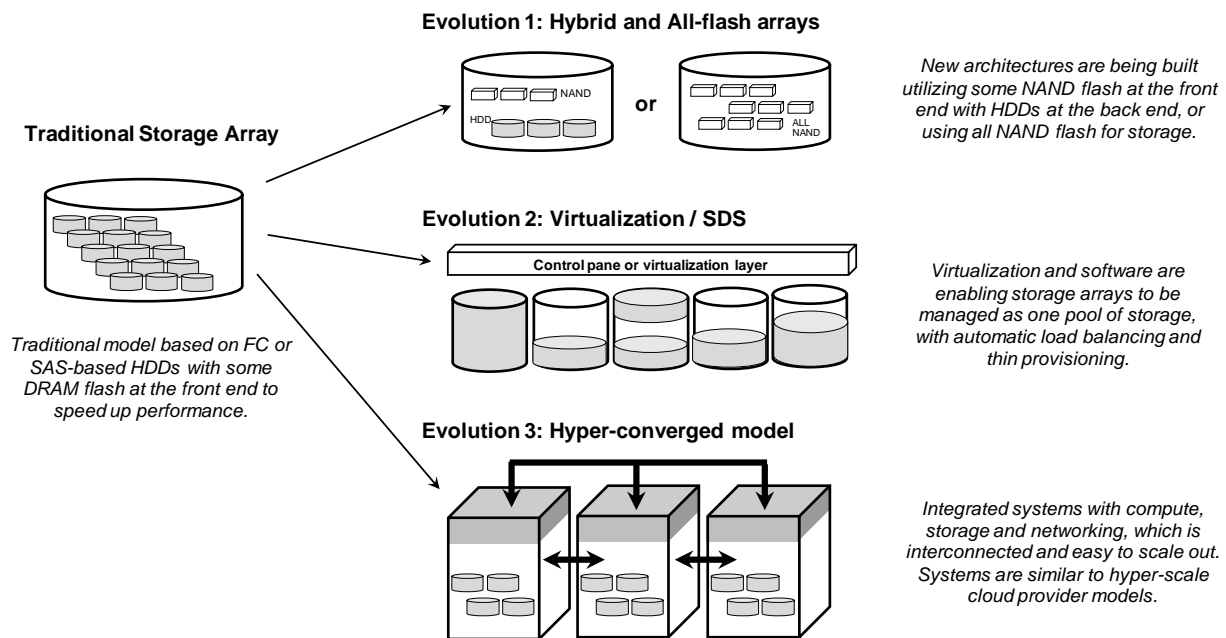 Evolution 1: Hybrid and All-flash arrays
NAND
HDD
or
ALL
NAND
New architectures are being built
utilizing some NAND flash at the front
end with HDDs at the back end, or
using all NAND flash for storage.
Traditional Storage Array
Traditional model based on FC or
SAS-based HDDs with some
DRAM flash at the front end to
speed up performance.
Evolution 2: Virtualization / SDS
Control pane or virtualization layer
Virtualization and software are
enabling storage arrays to be
managed as one pool of storage,
with automatic load balancing and
thin provisioning.
Evolution 3: Hyper-converged model
Integrated systems with compute,
storage and networking, which is
interconnected and easy to scale out.
Systems are similar to hyper-scale
cloud provider models.